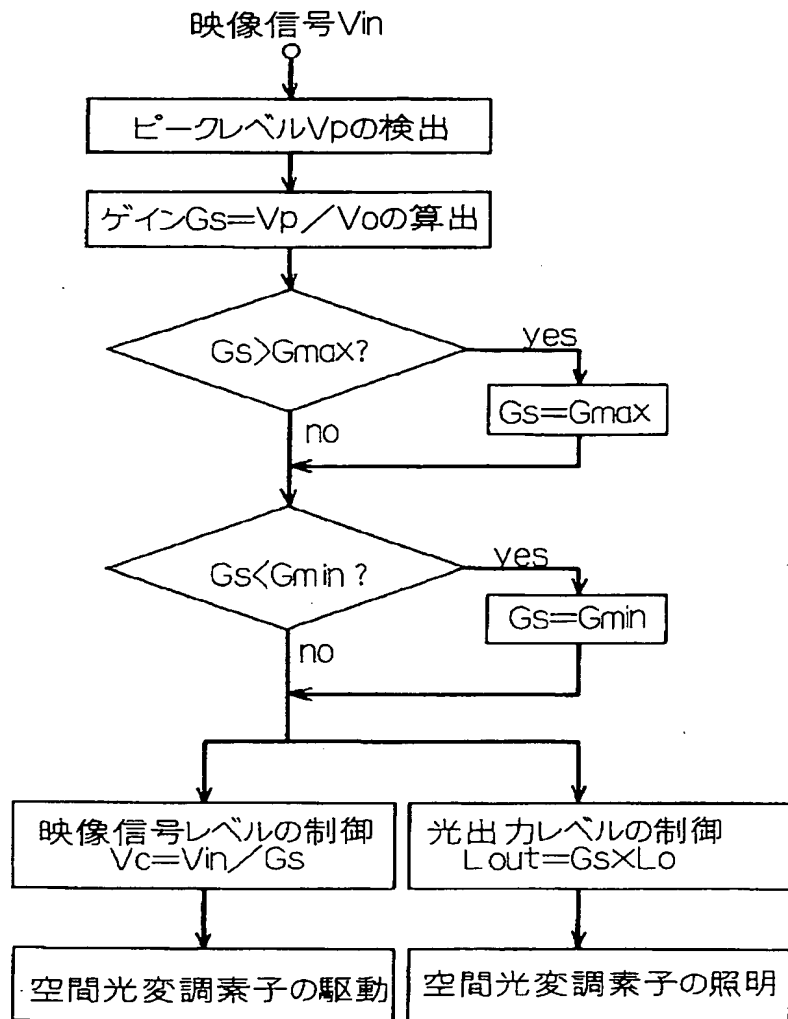 映像信号Vin
ピークレベルVpの検出
ゲインGs=Vp/Voの算出
Gs>Gmax?
yes
Gs=Gmax
no
Gs<Gmin?
yes
Gs=Gmin
no
映像信号レベルの制御
Vc=Vin/Gs
光出力レベルの制御
Lout=Gs×Lo
空間光変調素子の駆動
空間光変調素子の照明